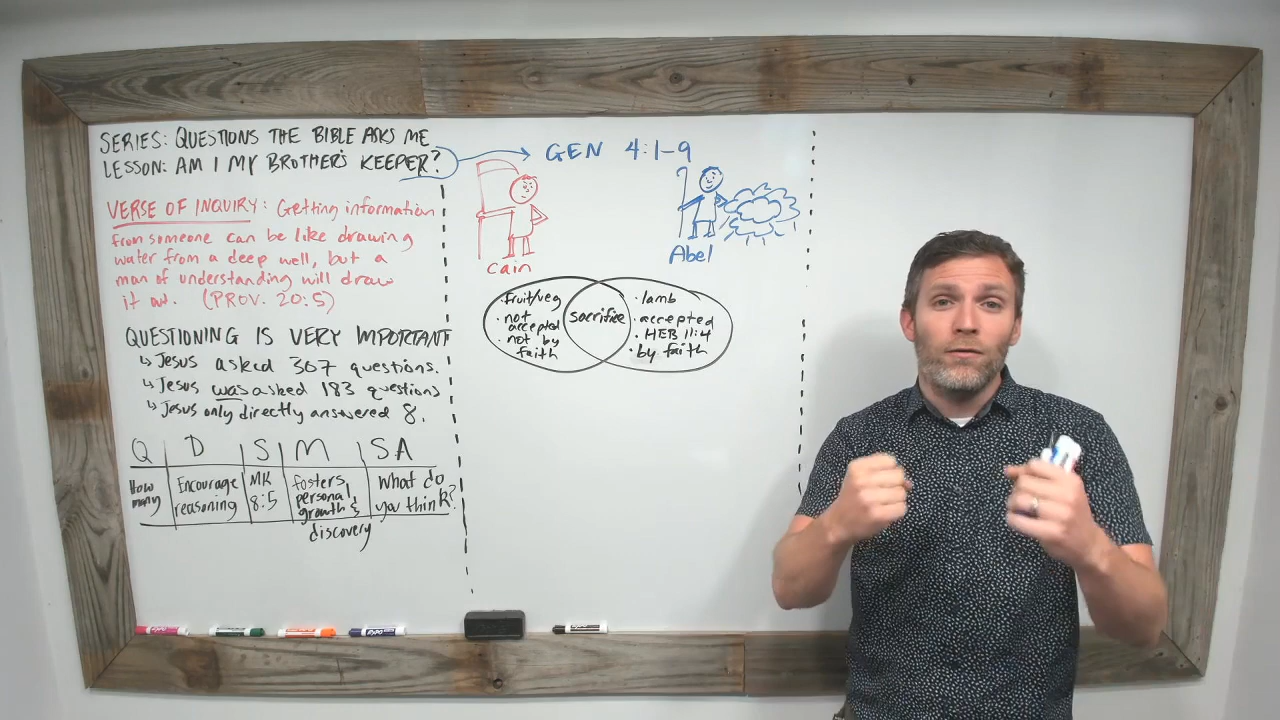 SERIES: QUESTIONS THE BIBLE ASKS ME
LESSON: AM I MY BROTHER'S KEEPER?
VERSE OF INQUIRY: Getting information
from someone can be like drawing
water from a deep well, but a
man of understanding will draw
it out. (PROV. 20:5)
QUESTIONING IS VERY IMPORTANT
↳ Jesus asked 307 questions.
↳ Jesus was asked 183 questions
↳ Jesus only directly answered 8.
Q D S M SA
How many
Encourage
reasoning
MK
8:5
fosters
personal
growth &
discovery
what do
you think?
GEN 4:1-9
Cain
Abel
· fruit/veg
· not
accepted
· not by
faith
sacrifice
· lamb
· accepted
· HEB 11:4
· by faith
EXPO